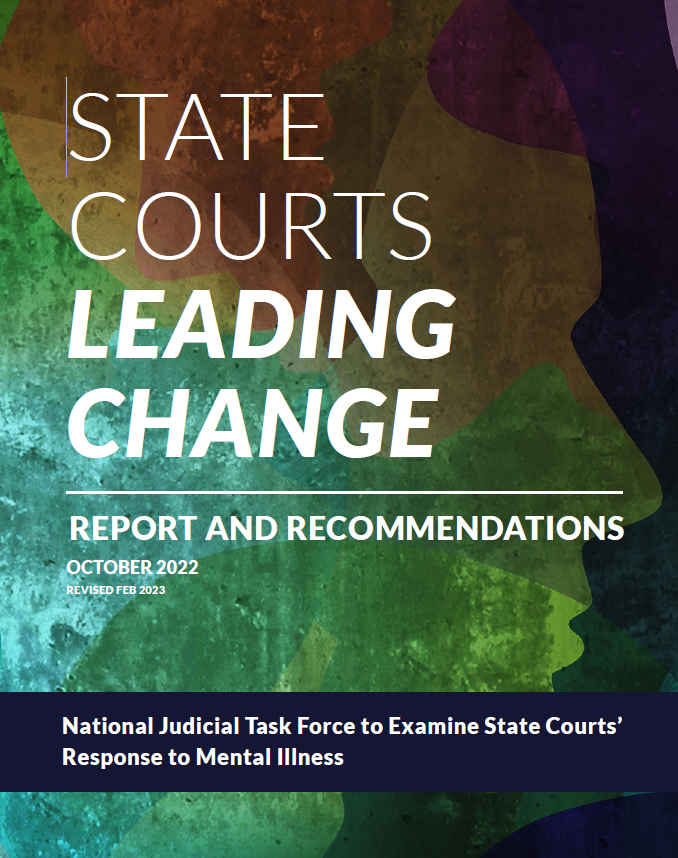 STATE
COURTS
LEADING
CHANGE
REPORT AND RECOMMENDATIONS
OCTOBER 2022
REVISED FEB 2023
National Judicial Task Force to Examine State Courts’
Response to Mental Illness